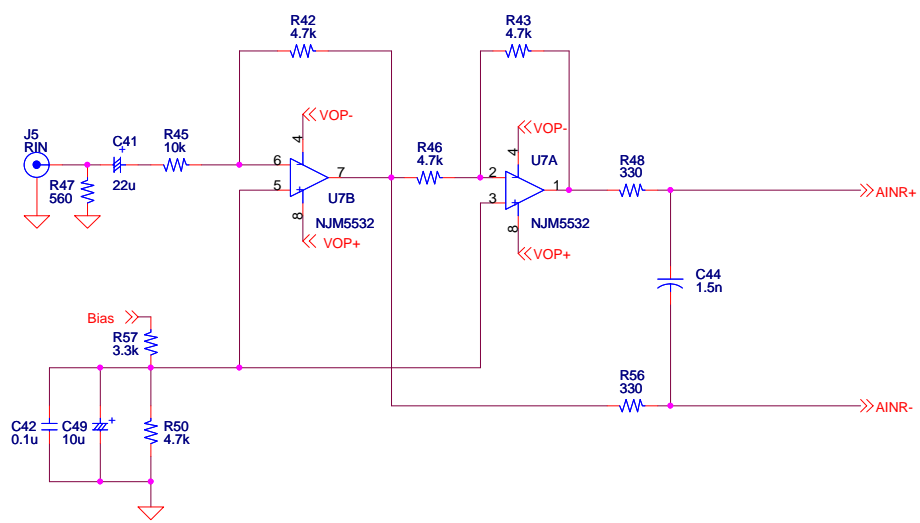 R42
4.7k
R43
4.7k
VOP-
4
VOP-
4
J5
RIN
C41
+
22u
R45
10k
R47
560
6
5
7
8
U7B
NJM5532
VOP+
R46
4.7k
U7A
2
3
1
8
NJM5532
VOP+
R48
330
AINR+
C44
1.5n
Bias
R57
3.3k
R56
330
AINR-
C42
0.1u
C49
10u
+
R50
4.7k